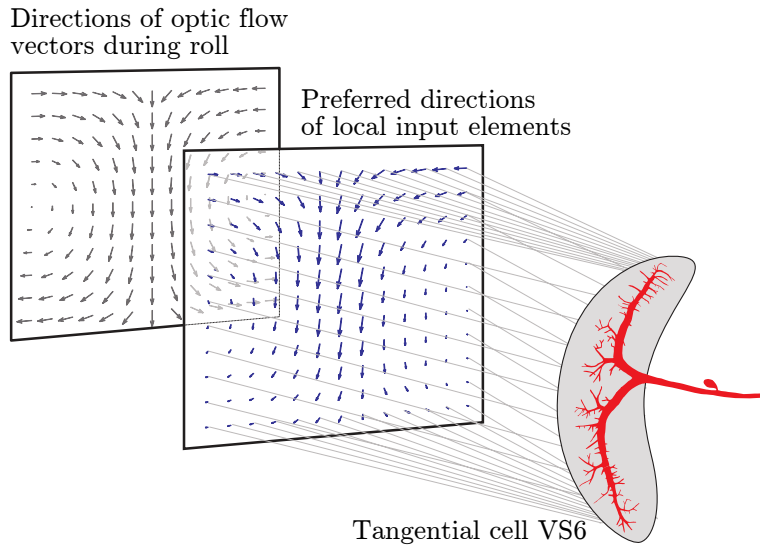 Directions of optic flow
vectors during roll
Preferred directions
of local input elements
Tangential cell VS6